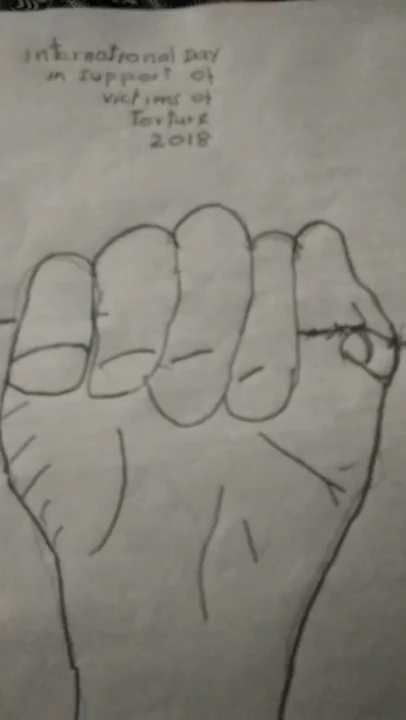 International Day
in support of
victims of
Torture
2018